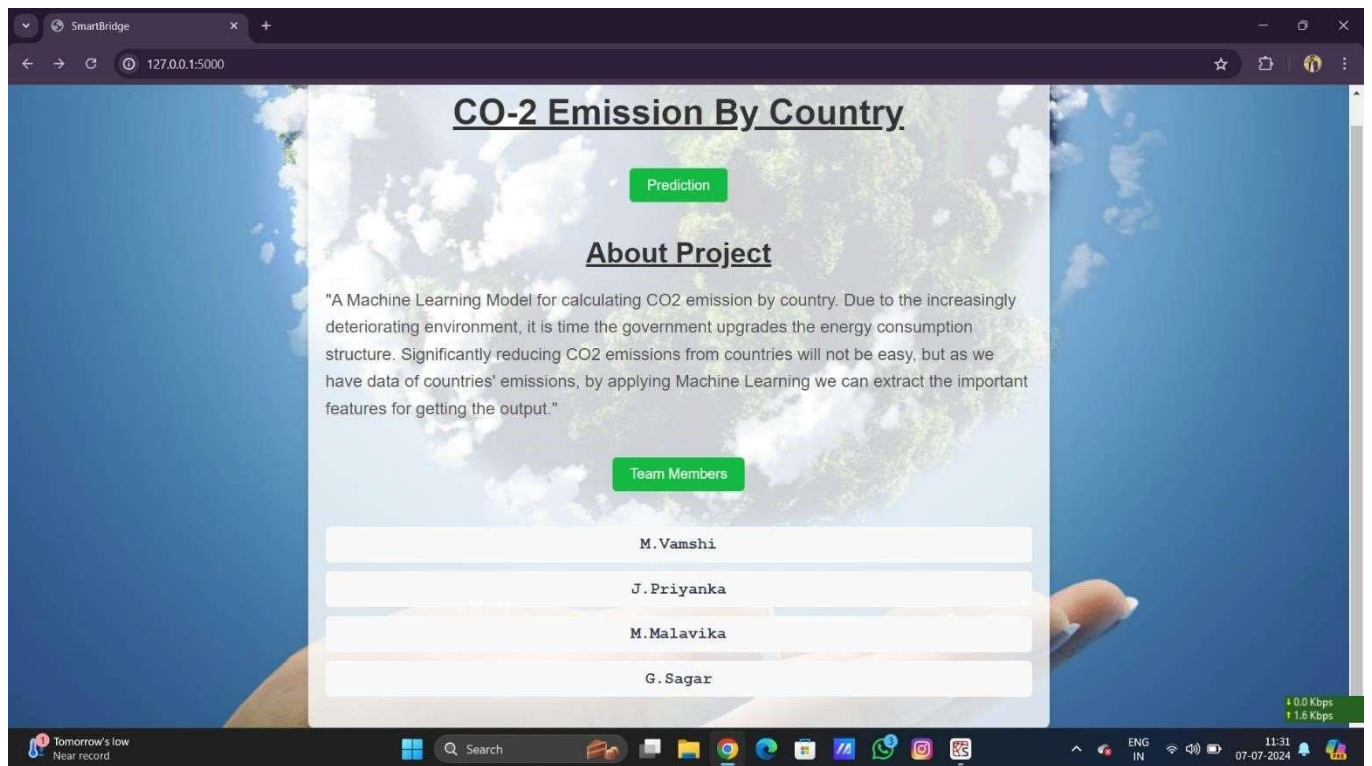 SmartBridge
127.0.0.1:5000
CO-2 Emission By Country
Prediction
About Project
"A Machine Learning Model for calculating CO2 emission by country. Due to the increasingly
deteriorating environment, it is time the government upgrades the energy consumption
structure. Significantly reducing CO2 emissions from countries will not be easy, but as we
have data of countries' emissions, by applying Machine Learning we can extract the important
features for getting the output."
Team Members
M.Vamshi
J.Priyanka
M.Malavika
G.Sagar
0.0 Kbps
1.6 Kbps
1
Tomorrow's low
Near record
Search
3
ENG
IN
11:31
07-07-2024
PRE